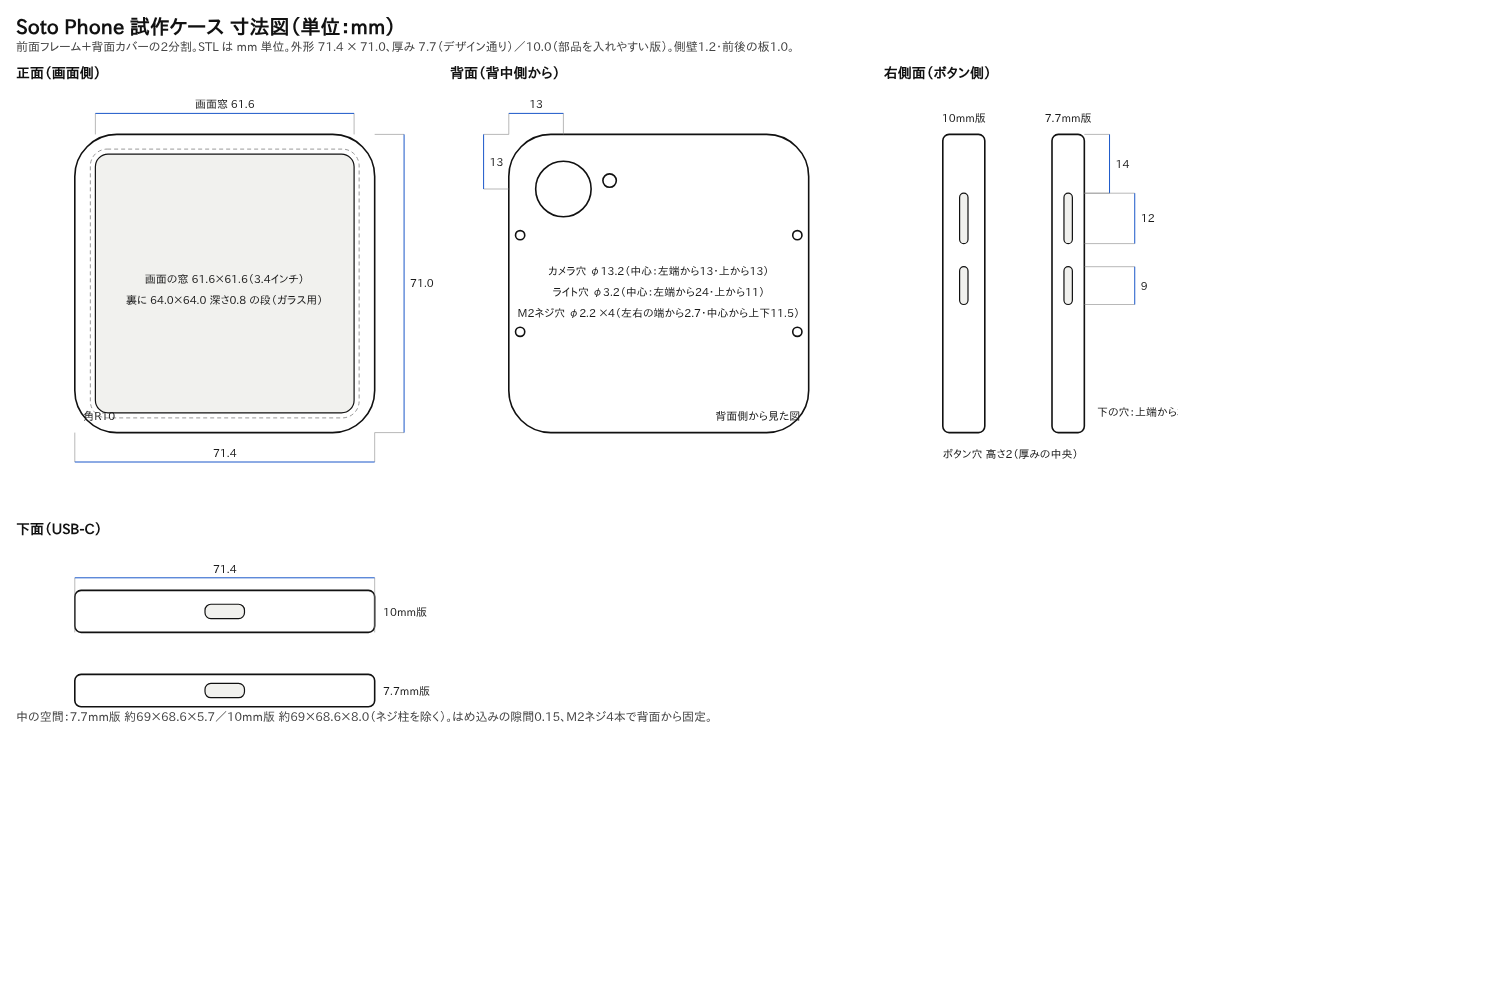 Soto Phone 試作ケース 寸法図（単位：mm）
前面フレーム＋背面カバーの2分割。STL は mm 単位。外形 71.4 × 71.0、厚み 7.7（デザイン通り）／10.0（部品を入れやすい版）。側壁1.2・前後の板1.0。
正面（画面側）
画面窓 61.6
画面の窓 61.6×61.6（3.4インチ）
裏に 64.0×64.0 深さ0.8 の段（ガラス用）
71.0
角R10
71.4
背面（背中側から）
13
13
カメラ穴 φ13.2（中心：左端から13・上から13）
ライト穴 φ3.2（中心：左端から24・上から11）
M2ネジ穴 φ2.2 ×4（左右の端から2.7・中心から上下11.5）
背面側から見た図
右側面（ボタン側）
10mm版
7.7mm版
14
12
9
下の穴：上端から
ボタン穴 高さ2（厚みの中央）
下面（USB-C）
71.4
10mm版
7.7mm版
中の空間：7.7mm版 約69×68.6×5.7／10mm版 約69×68.6×8.0（ネジ柱を除く）。はめ込みの隙間0.15、M2ネジ4本で背面から固定。